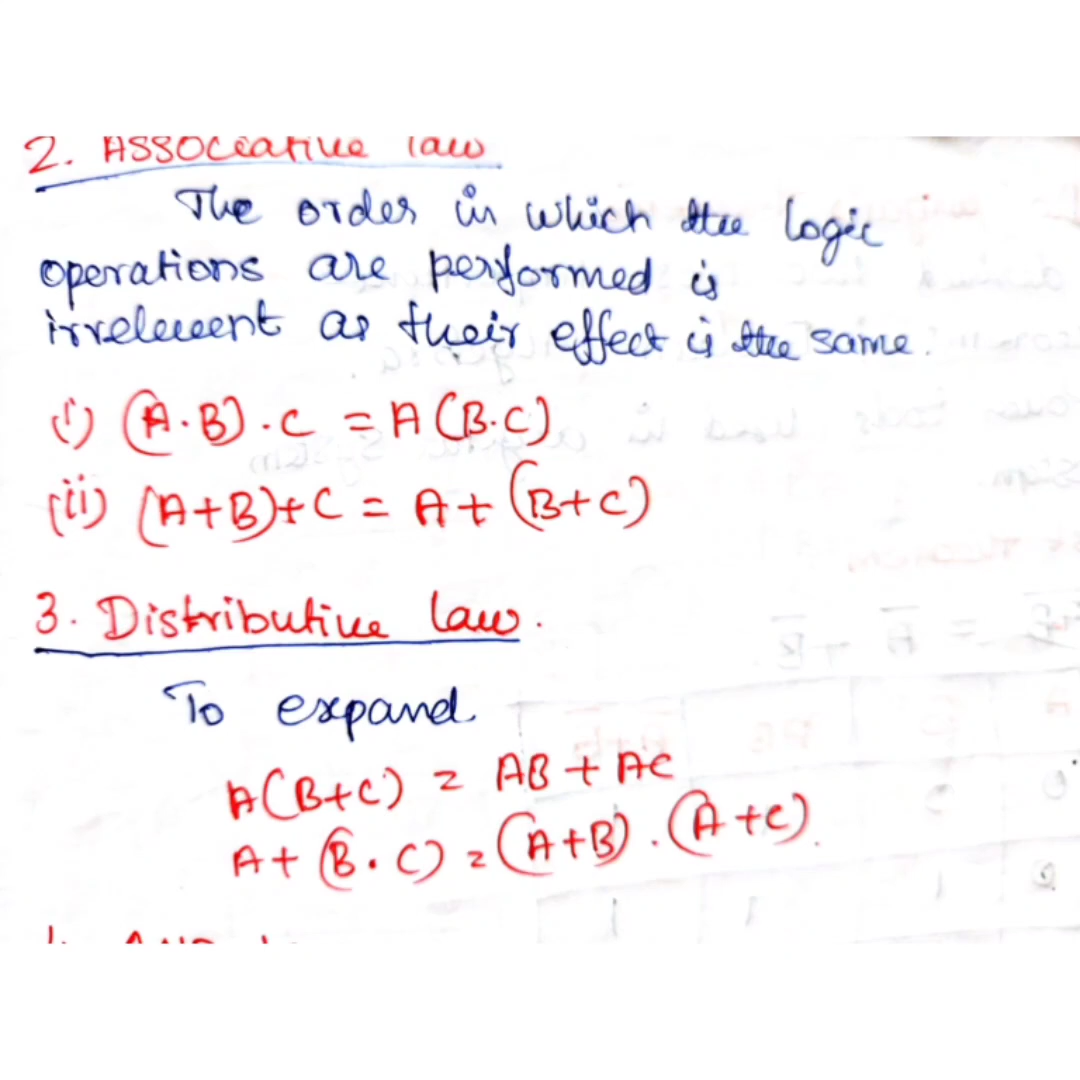 2. Associative law
The order in which the logic
operations are performed is
irrelevent as their effect is the same.
(i) (A·B)·C = A(B·C)
(ii) (A+B)+C = A+(B+C)
3. Distributive law.
To expand
A(B+C) = AB + AC
A+(B·C) = (A+B)·(A+C).